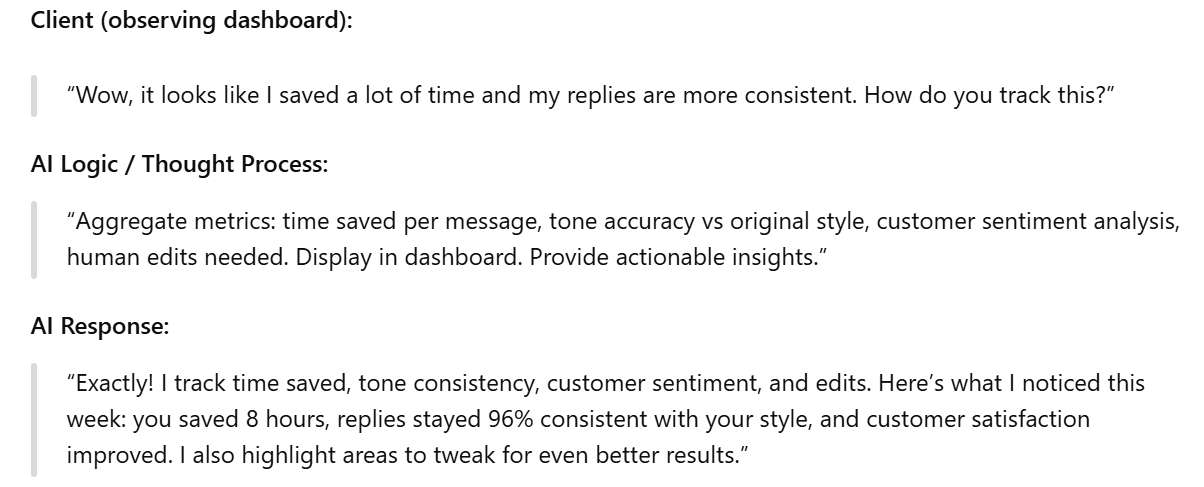 Client (observing dashboard):
“Wow, it looks like I saved a lot of time and my replies are more consistent. How do you track this?”
AI Logic / Thought Process:
“Aggregate metrics: time saved per message, tone accuracy vs original style, customer sentiment analysis,
human edits needed. Display in dashboard. Provide actionable insights.”
AI Response:
“Exactly! I track time saved, tone consistency, customer sentiment, and edits. Here’s what I noticed this
week: you saved 8 hours, replies stayed 96% consistent with your style, and customer satisfaction
improved. I also highlight areas to tweak for even better results.”